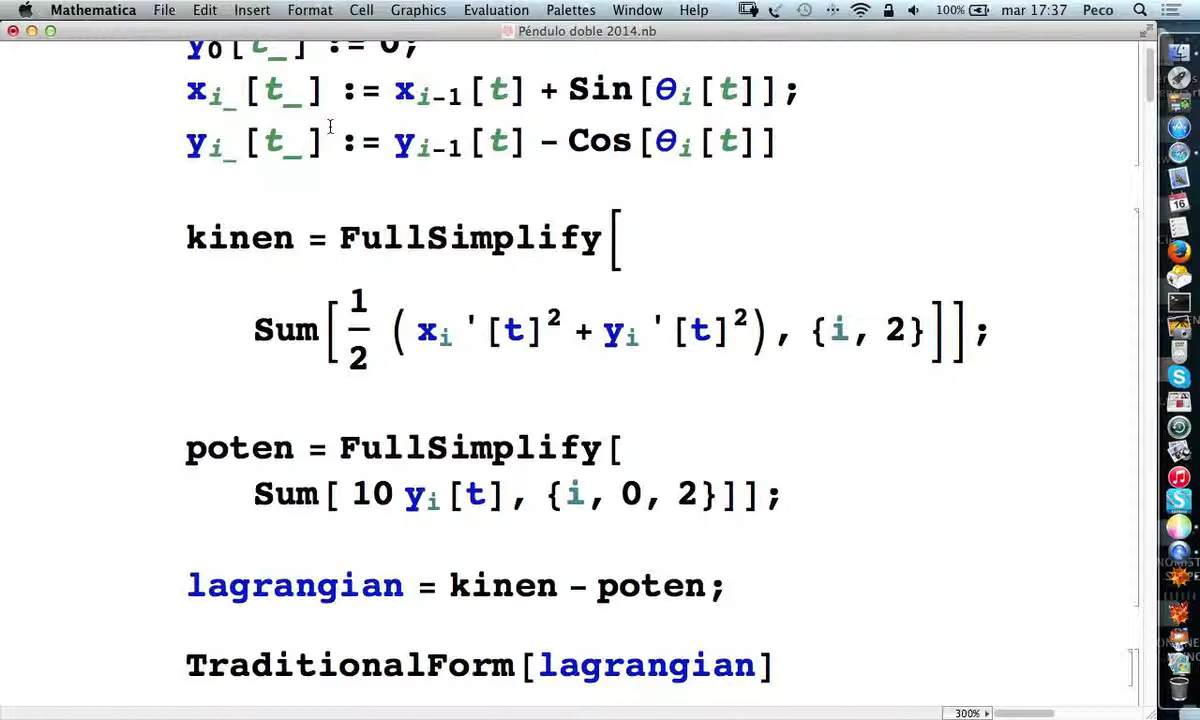 Mathematica File Edit Insert Format Cell Graphics Evaluation Palettes Window Help 100% mar 17:37 Peco
Péndulo doble 2014.nb
y₀[t_] := 0;
xᵢ_[t_] := xᵢ₋₁[t] + Sin[θᵢ[t]];
yᵢ_[t_] := yᵢ₋₁[t] − Cos[θᵢ[t]]
kinen = FullSimplify[
Sum[1/2 (xᵢ '[t]² + yᵢ '[t]²), {i, 2}]];
poten = FullSimplify[
Sum[ 10 yᵢ[t], {i, 0, 2}]];
lagrangian = kinen − poten;
TraditionalForm[lagrangian]
300%
16